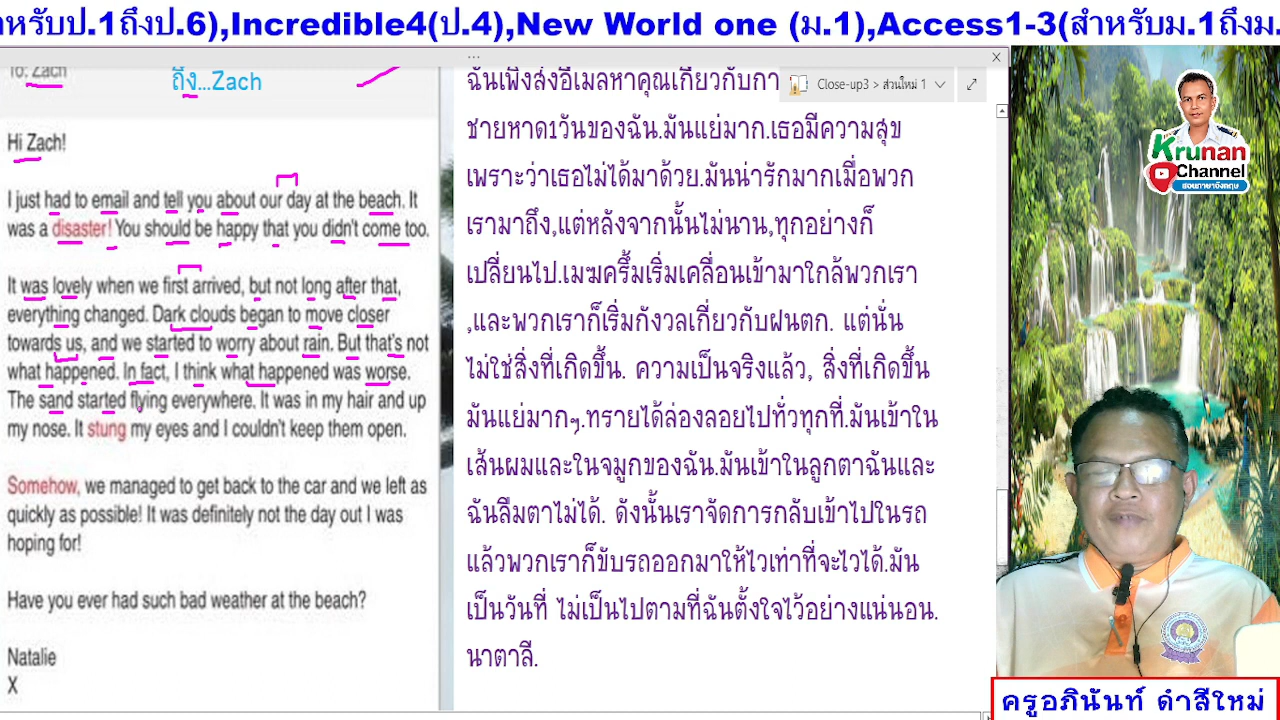 หรับป.1ถึงป.6),Incredible4(ป.4),New World one (ม.1),Access1-3(สำหรับม.1ถึงม.
To: Zach
ถึง...Zach
Hi Zach!
I just had to email and tell you about our day at the beach. It
was a disaster! You should be happy that you didn't come too.
It was lovely when we first arrived, but not long after that,
everything changed. Dark clouds began to move closer
towards us, and we started to worry about rain. But that's not
what happened. In fact, I think what happened was worse.
The sand started flying everywhere. It was in my hair and up
my nose. It stung my eyes and I couldn't keep them open.
Somehow, we managed to get back to the car and we left as
quickly as possible! It was definitely not the day out I was
hoping for!
Have you ever had such bad weather at the beach?
Natalie
X
ฉันเพิ่งส่งอีเมลหาคุณเกี่ยวกับกา
ชายหาด1วันของฉัน.มันแย่มาก.เธอมีความสุข
เพราะว่าเธอไม่ได้มาด้วย.มันน่ารักมากเมื่อพวก
เรามาถึง,แต่หลังจากนั้นไม่นาน,ทุกอย่างก็
เปลี่ยนไป.เมฆครึ้มเริ่มเคลื่อนเข้ามาใกล้พวกเรา
,และพวกเราก็เริ่มกังวลเกี่ยวกับฝนตก. แต่นั่น
ไม่ใช่สิ่งที่เกิดขึ้น. ความเป็นจริงแล้ว, สิ่งที่เกิดขึ้น
มันแย่มากๆ.ทรายได้ล่องลอยไปทั่วทุกที่.มันเข้าใน
เส้นผมและในจมูกของฉัน.มันเข้าในลูกตาฉันและ
ฉันลืมตาไม่ได้. ดังนั้นเราจัดการกลับเข้าไปในรถ
แล้วพวกเราก็ขับรถออกมาให้ไวเท่าที่จะไวได้.มัน
เป็นวันที่ ไม่เป็นไปตามที่ฉันตั้งใจไว้อย่างแน่นอน.
นาตาลี.
Close-up3 > ส่วนใหม่ 1
Krunan
Channel
สอนภาษาอังกฤษ
ครูอภินันท์ ดำสีใหม่